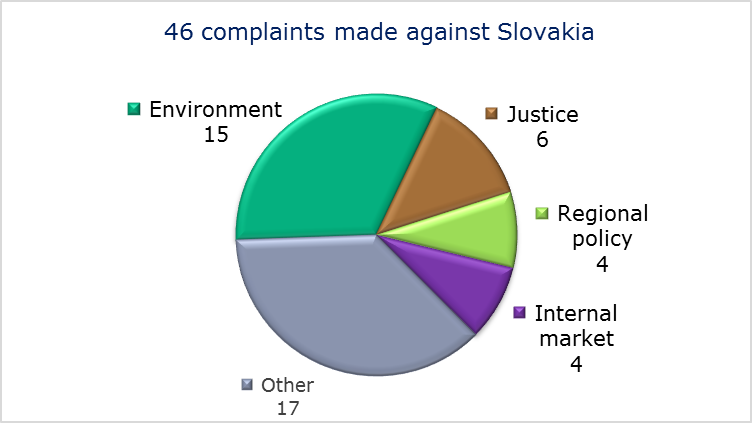 46 complaints made against Slovakia
Environment
15
Justice
6
Regional
policy
4
Internal
market
4
Other
17